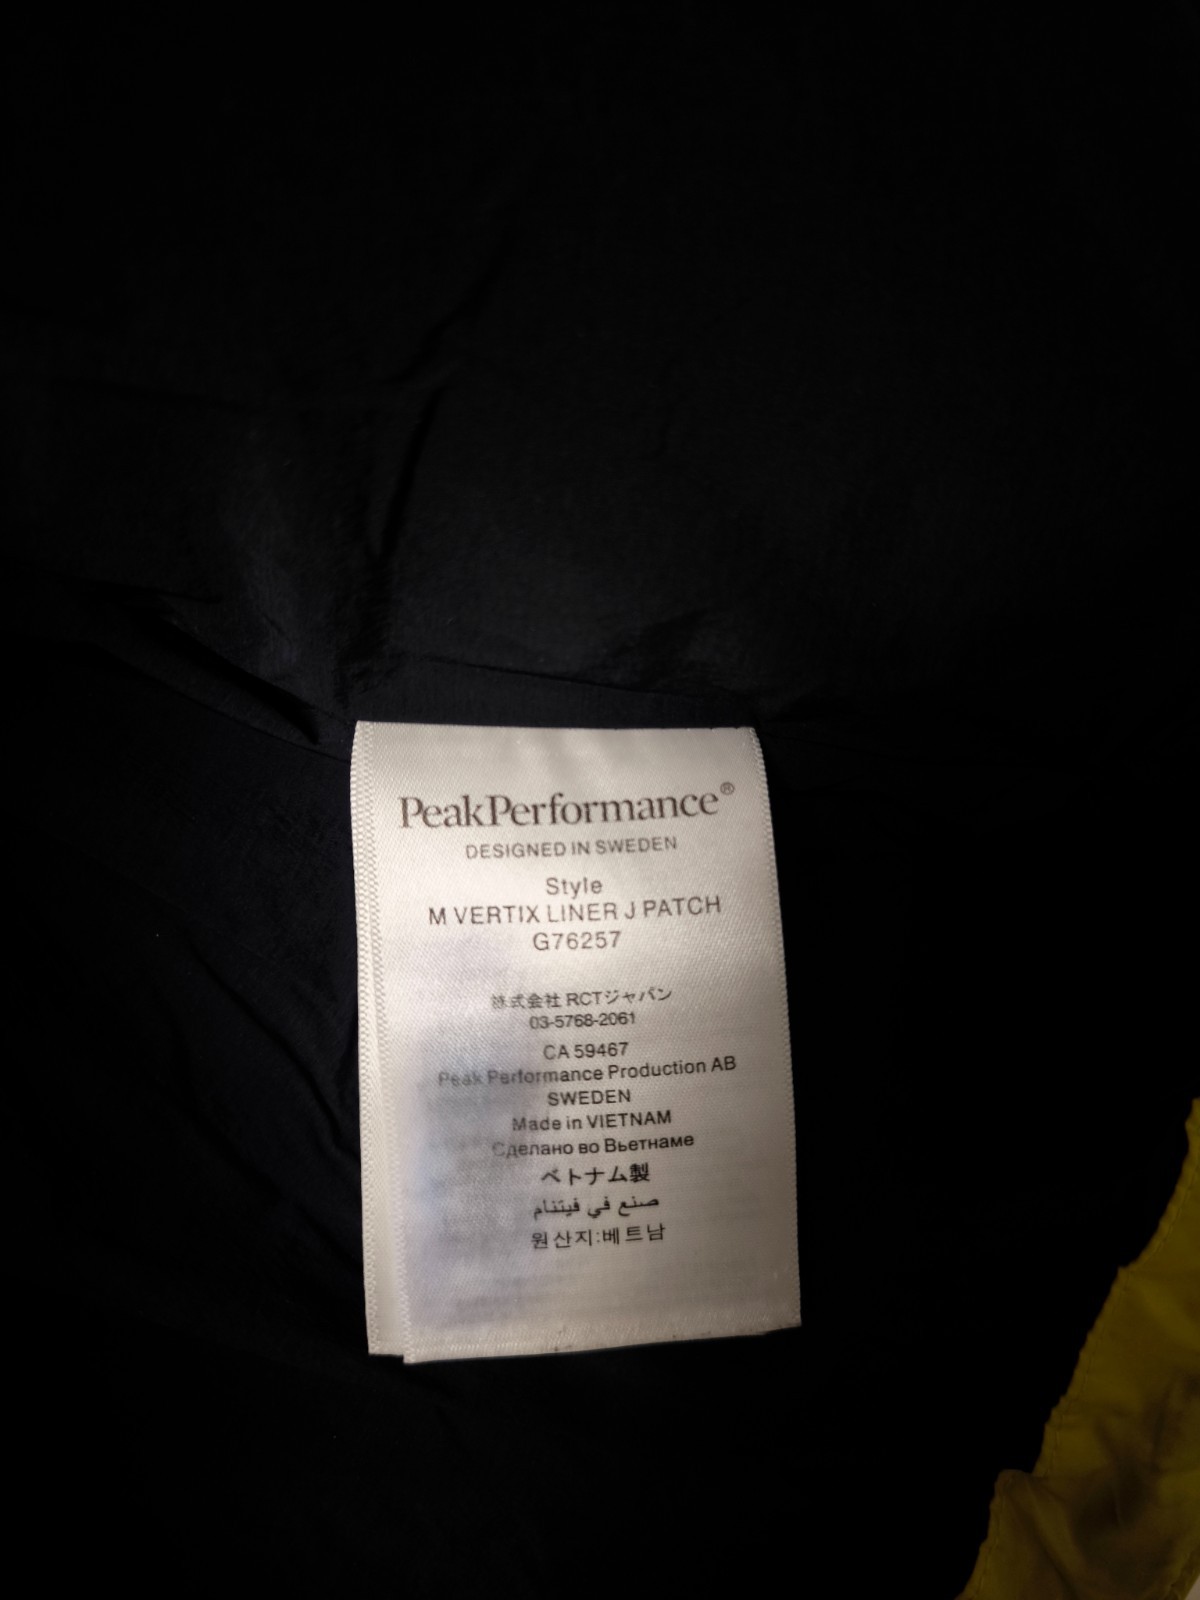 PeakPerformance®
DESIGNED IN SWEDEN
Style
M VERTIX LINER J PATCH
G76257
株式会社 RCTジャパン
03-5768-2061
CA 59467
Peak Performance Production AB
SWEDEN
Made in VIETNAM
Сделано во Вьетнаме
ベトナム製
صنع في فيتنام
원산지:베트남